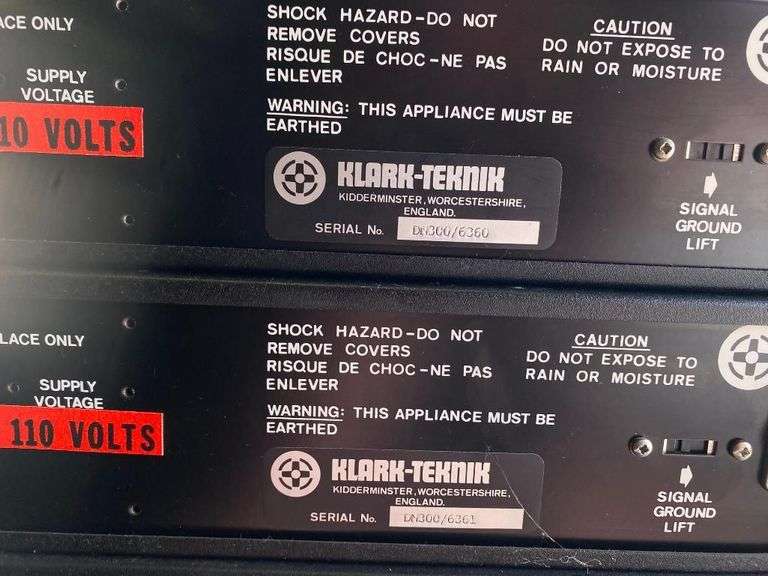 ACE ONLY
SUPPLY
VOLTAGE
10 VOLTS
SHOCK HAZARD-DO NOT
REMOVE COVERS
RISQUE DE CHOC-NE PAS
ENLEVER
WARNING: THIS APPLIANCE MUST BE
EARTHED
KLARK-TEKNIK
KIDDERMINSTER, WORCESTERSHIRE,
ENGLAND.
SERIAL No. DN300/6360
CAUTION
DO NOT EXPOSE TO
RAIN OR MOISTURE
SIGNAL
GROUND
LIFT
LACE ONLY
SUPPLY
VOLTAGE
110 VOLTS
SHOCK HAZARD-DO NOT
REMOVE COVERS
RISQUE DE CHOC-NE PAS
ENLEVER
WARNING: THIS APPLIANCE MUST BE
EARTHED
KLARK-TEKNIK
KIDDERMINSTER, WORCESTERSHIRE,
ENGLAND.
SERIAL No. DN300/6361
CAUTION
DO NOT EXPOSE TO
RAIN OR MOISTURE
SIGNAL
GROUND
LIFT